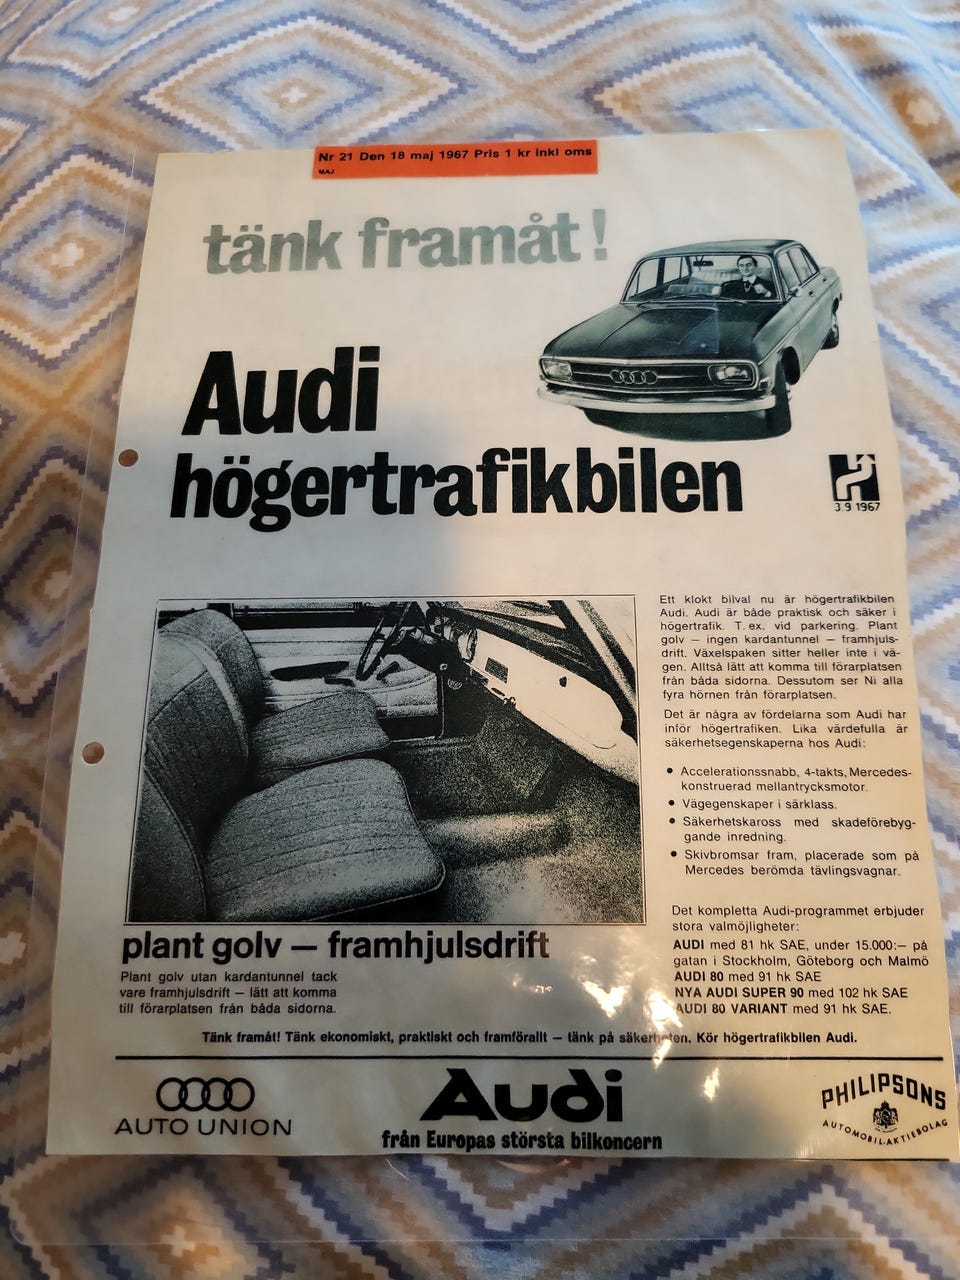 Nr 21 Den 18 maj 1967 Pris 1 kr inkl oms
MAJ
tänk framåt!
Audi
högertrafikbilen
H
3.9 1967
Ett klokt bilval nu är högertrafikbilen
Audi. Audi är både praktisk och säker i
högertrafik. T. ex. vid parkering. Plant
golv – ingen kardantunnel – framhjuls-
drift. Växelspaken sitter heller inte i vä-
gen. Alltså lätt att komma till förarplatsen
från båda sidorna. Dessutom ser Ni alla
fyra hörnen från förarplatsen.
Det är några av fördelarna som Audi har
inför högertrafiken. Lika värdefulla är
säkerhetsegenskaperna hos Audi:
● Accelerationssnabb, 4-takts, Mercedes-
konstruerad mellantrycksmotor.
● Vägegenskaper i särklass.
● Säkerhetskaross med skadeförebyg-
gande inredning.
● Skivbromsar fram, placerade som på
Mercedes berömda tävlingsvagnar.
Det kompletta Audi-programmet erbjuder
stora valmöjligheter:
AUDI med 81 hk SAE, under 15.000:– på
gatan i Stockholm, Göteborg och Malmö
AUDI 80 med 91 hk SAE
NYA AUDI SUPER 90 med 102 hk SAE
AUDI 80 VARIANT med 91 hk SAE.
plant golv – framhjulsdrift
Plant golv utan kardantunnel tack
vare framhjulsdrift – lätt att komma
till förarplatsen från båda sidorna.
Tänk framåt! Tänk ekonomiskt, praktiskt och framförallt – tänk på säkerheten. Kör högertrafikbilen Audi.
AUTO UNION
Audi
från Europas största bilkoncern
PHILIPSONS
AUTOMOBIL-AKTIEBOLAG